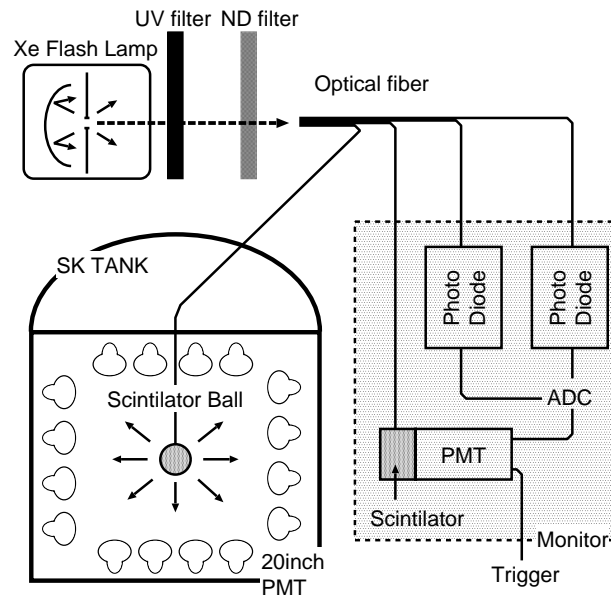 UV filter
ND filter
Xe Flash Lamp
Optical fiber
SK TANK
Photo
Diode
Photo
Diode
Scintilator Ball
ADC
PMT
Scintilator
20inch
PMT
Monitor
Trigger